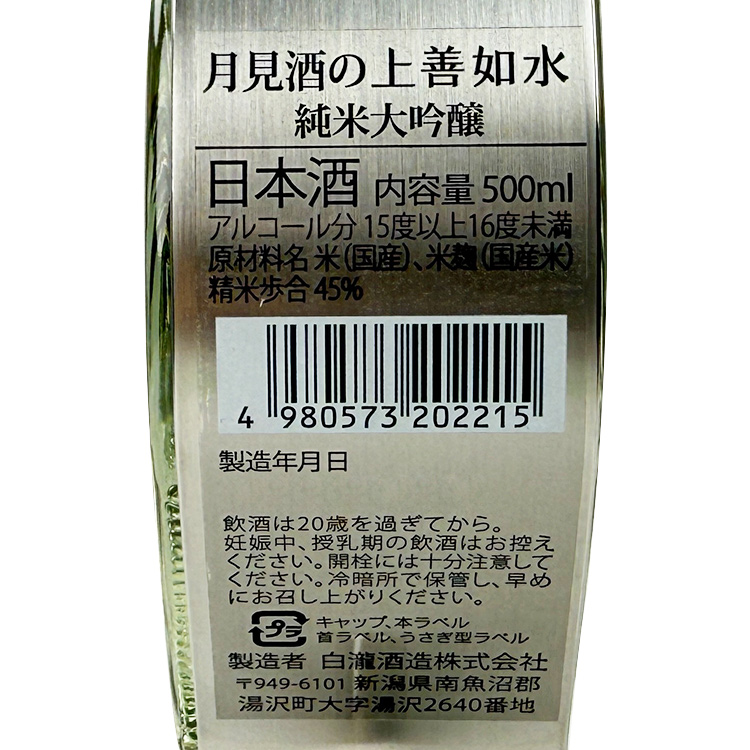 月見酒の上善如水
純米大吟醸
日本酒 内容量 500ml
アルコール分 15度以上16度未満
原材料名 米(国産)、米麹(国産米)
精米歩合 45%
4 980573 202215
製造年月日
飲酒は20歳を過ぎてから。
妊娠中、授乳期の飲酒はお控え
ください。開栓には十分注意して
ください。冷暗所で保管し、早め
にお召し上がりください。
プラ
キャップ、本ラベル
首ラベル、うさぎ型ラベル
製造者 白瀧酒造株式会社
〒949-6101 新潟県南魚沼郡
湯沢町大字湯沢2640番地